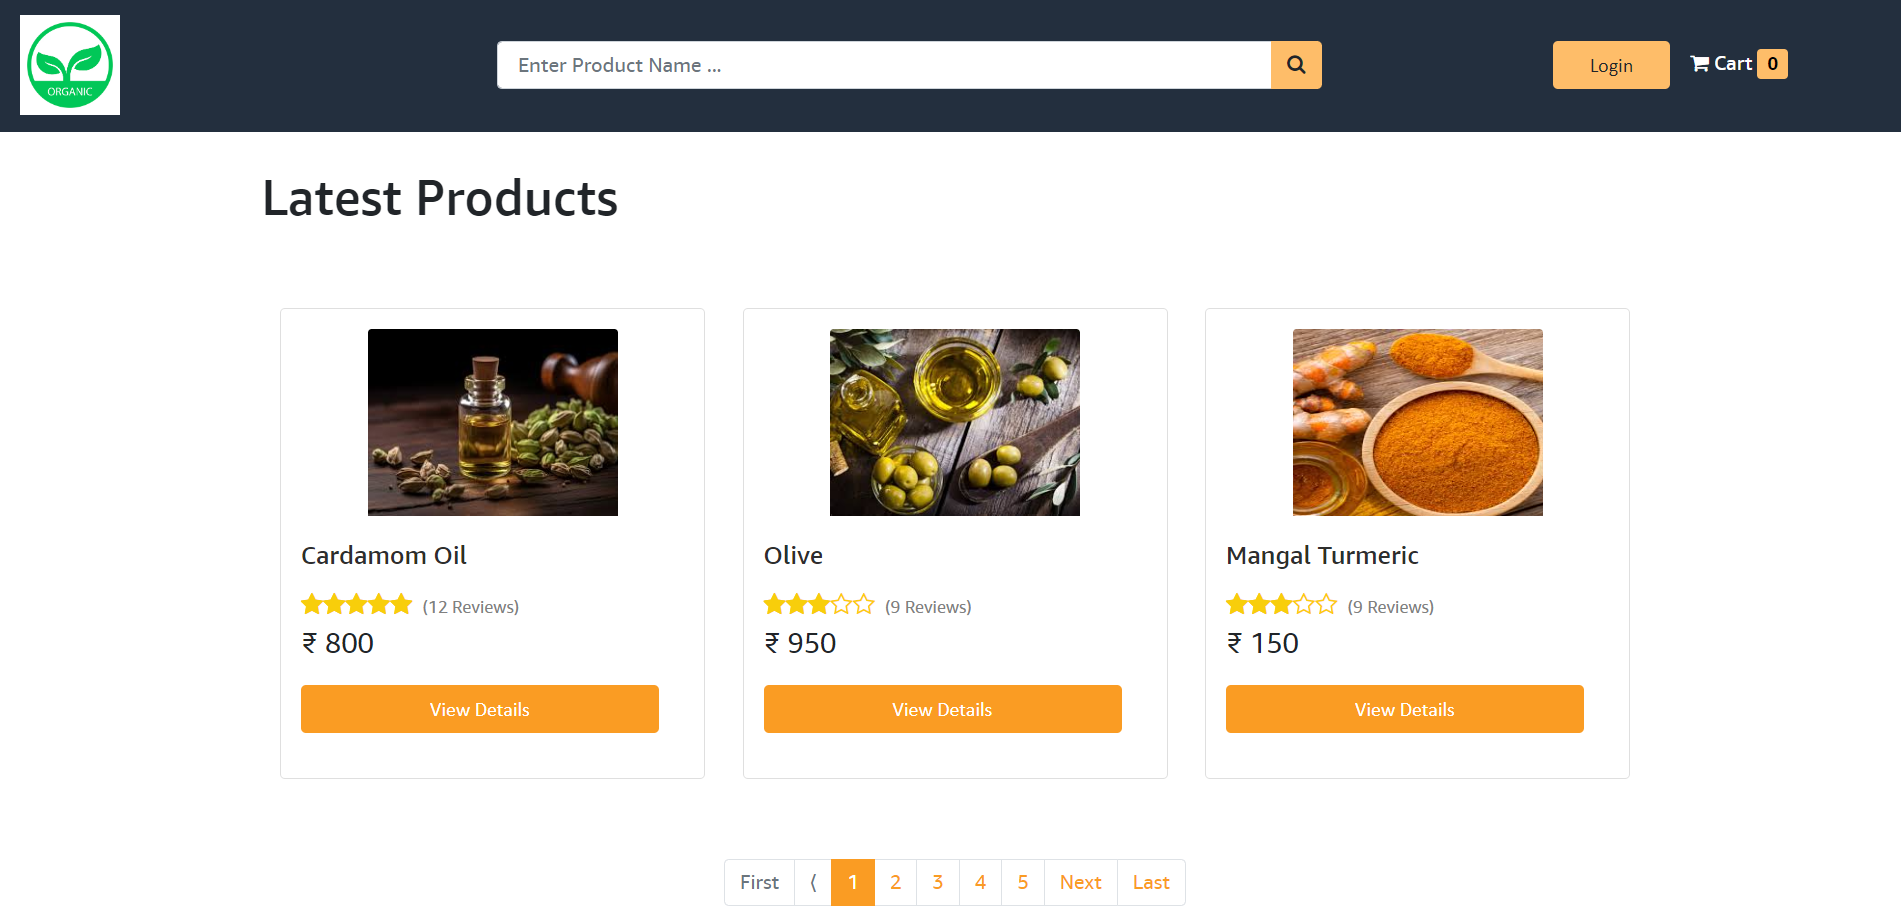 ORGANIC
Enter Product Name ...
Login
Cart 0
Latest Products
Cardamom Oil
(12 Reviews)
₹ 800
View Details
Olive
(9 Reviews)
₹ 950
View Details
Mangal Turmeric
(9 Reviews)
₹ 150
View Details
First ⟨ 1 2 3 4 5 Next Last